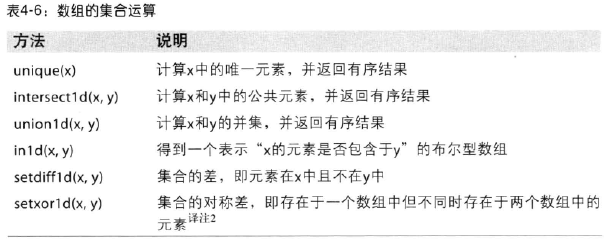 表4-6：数组的集合运算
方法 说明
unique(x) 计算x中的唯一元素，并返回有序结果
intersect1d(x, y) 计算x和y中的公共元素，并返回有序结果
union1d(x, y) 计算x和y的并集，并返回有序结果
in1d(x, y) 得到一个表示“x的元素是否包含于y”的布尔型数组
setdiff1d(x, y) 集合的差，即元素在x中且不在y中
setxor1d(x, y) 集合的对称差，即存在于一个数组中但不同时存在于两个数组中的
元素译注2